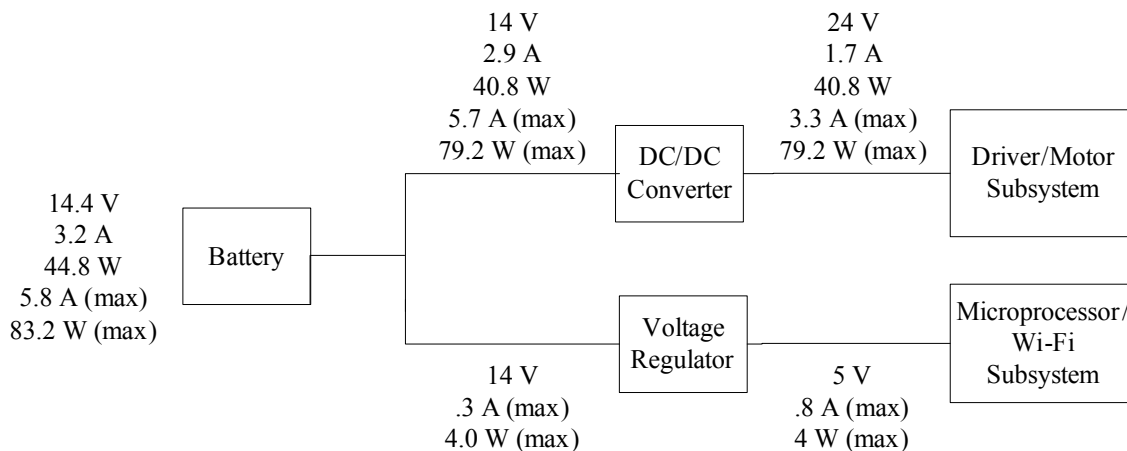 14 V
2.9 A
40.8 W
5.7 A (max)
79.2 W (max)
24 V
1.7 A
40.8 W
3.3 A (max)
79.2 W (max)
DC/DC
Converter
Driver/Motor
Subsystem
14.4 V
3.2 A
44.8 W
5.8 A (max)
83.2 W (max)
Battery
Voltage
Regulator
Microprocessor/
Wi-Fi
Subsystem
14 V
.3 A (max)
4.0 W (max)
5 V
.8 A (max)
4 W (max)